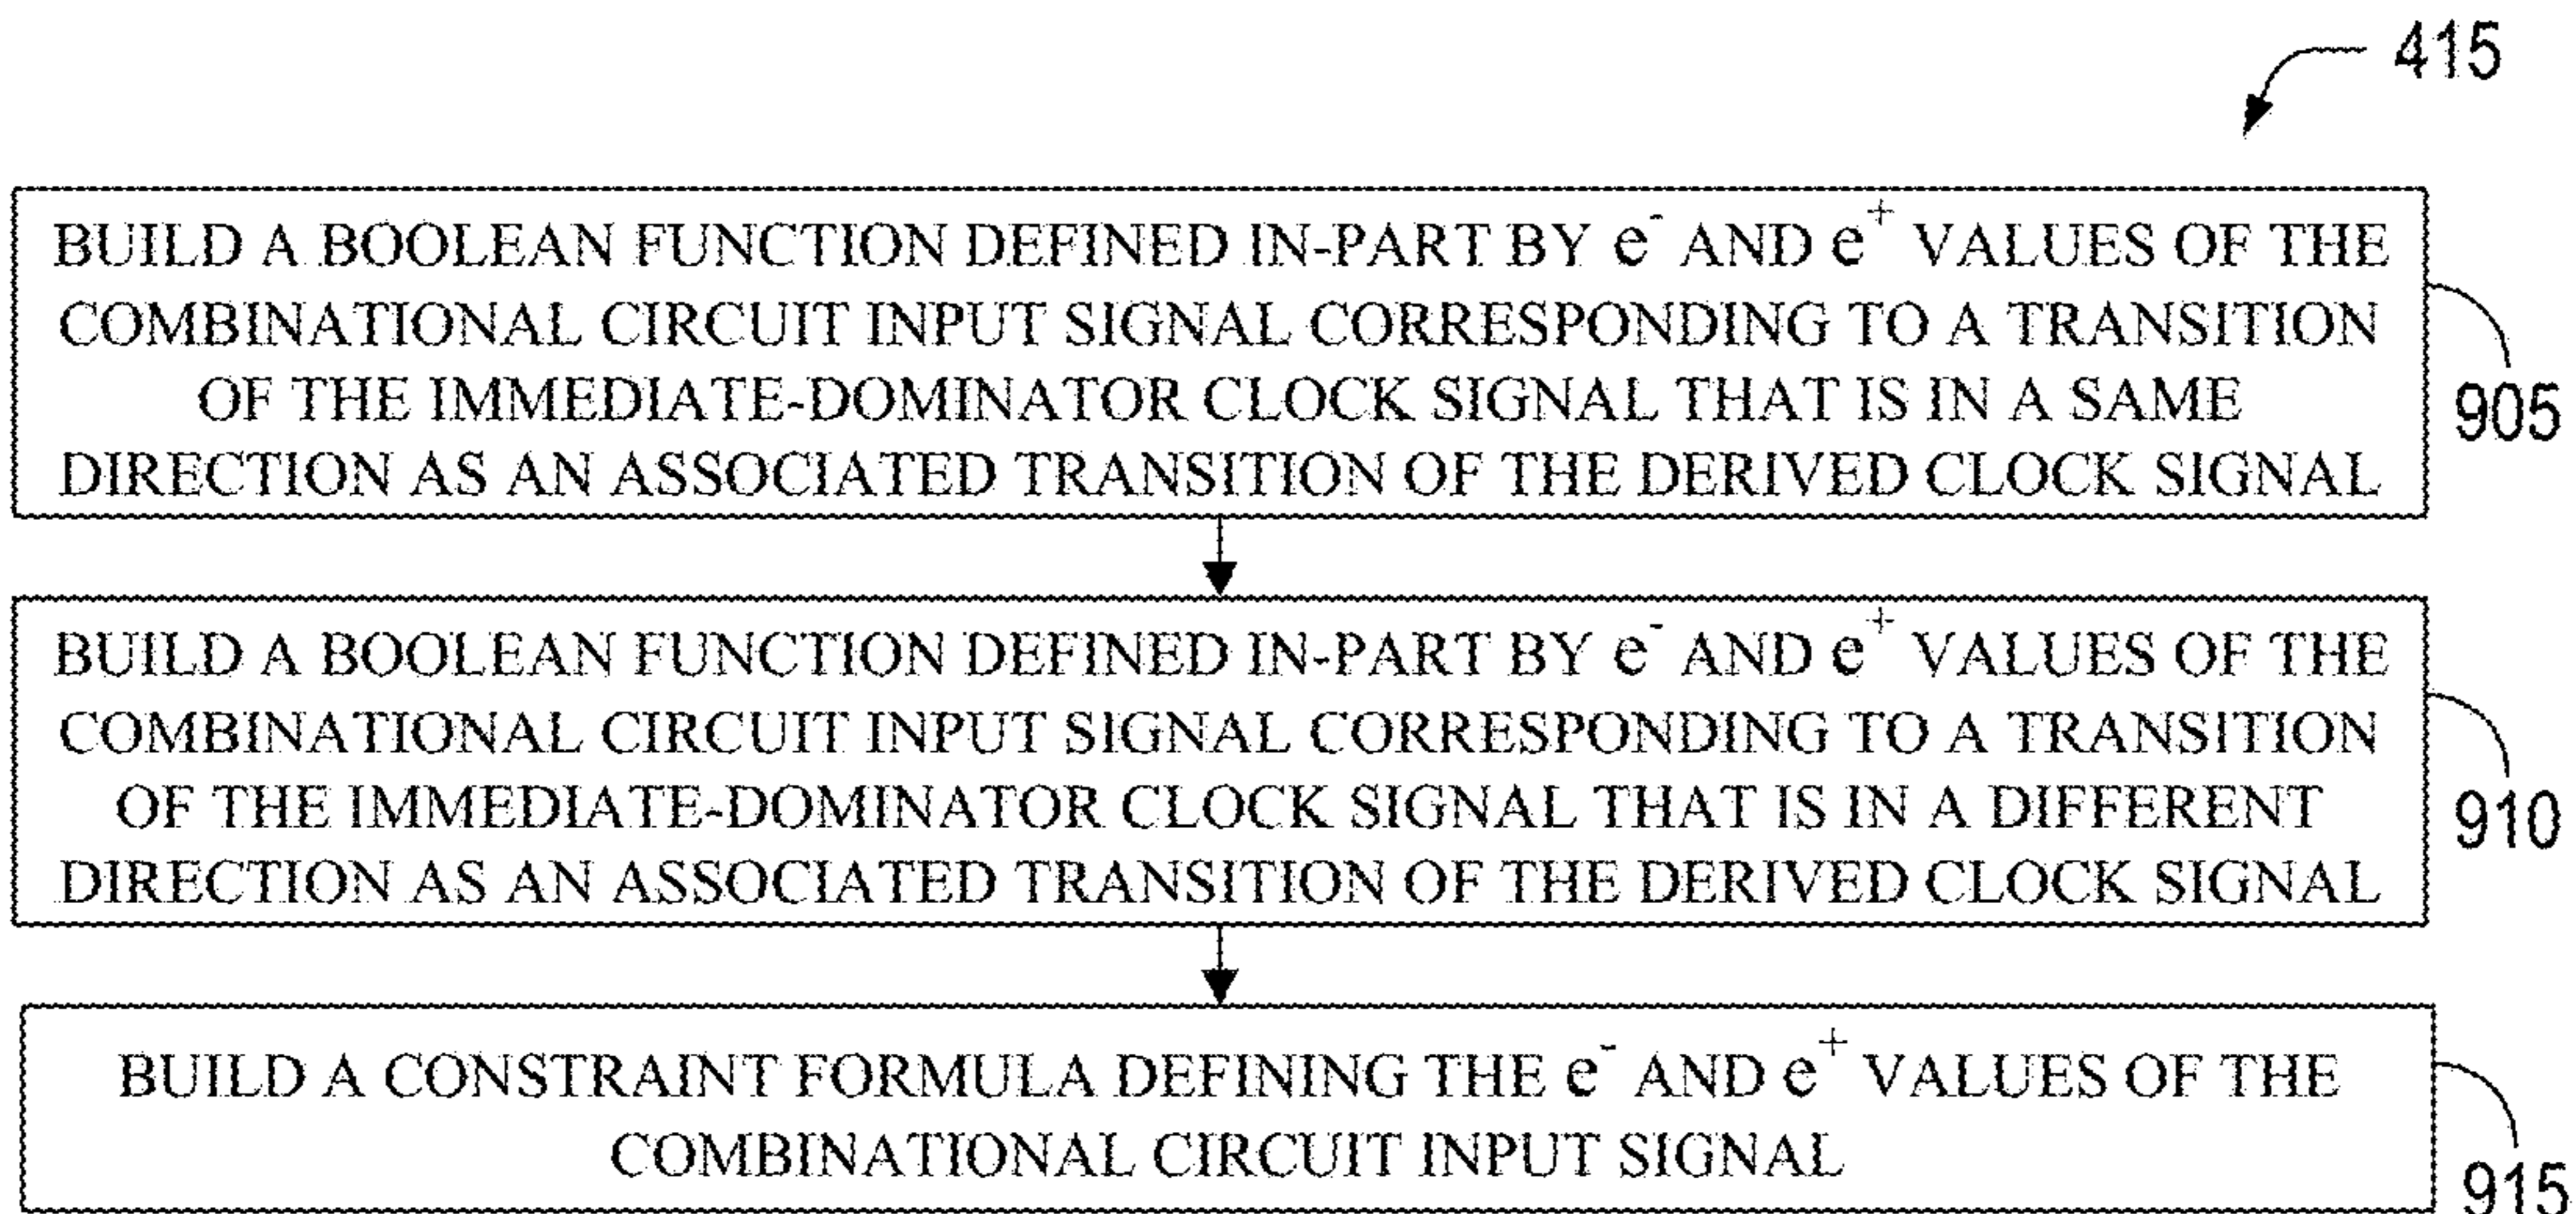 415
BUILD A BOOLEAN FUNCTION DEFINED IN-PART BY e⁻ AND e⁺ VALUES OF THE
COMBINATIONAL CIRCUIT INPUT SIGNAL CORRESPONDING TO A TRANSITION
OF THE IMMEDIATE-DOMINATOR CLOCK SIGNAL THAT IS IN A SAME
DIRECTION AS AN ASSOCIATED TRANSITION OF THE DERIVED CLOCK SIGNAL
905
BUILD A BOOLEAN FUNCTION DEFINED IN-PART BY e⁻ AND e⁺ VALUES OF THE
COMBINATIONAL CIRCUIT INPUT SIGNAL CORRESPONDING TO A TRANSITION
OF THE IMMEDIATE-DOMINATOR CLOCK SIGNAL THAT IS IN A DIFFERENT
DIRECTION AS AN ASSOCIATED TRANSITION OF THE DERIVED CLOCK SIGNAL
910
BUILD A CONSTRAINT FORMULA DEFINING THE e⁻ AND e⁺ VALUES OF THE
COMBINATIONAL CIRCUIT INPUT SIGNAL
915